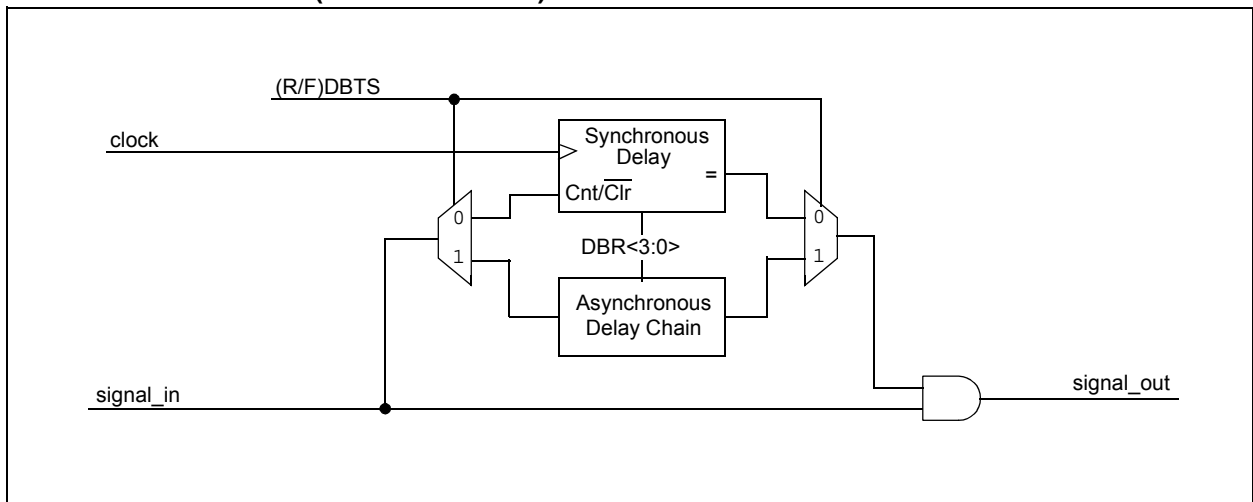 (R/F)DBTS
clock
Synchronous
Delay
=
Cnt/Clr
0
0
DBR<3:0>
1
1
Asynchronous
Delay Chain
signal_in
signal_out